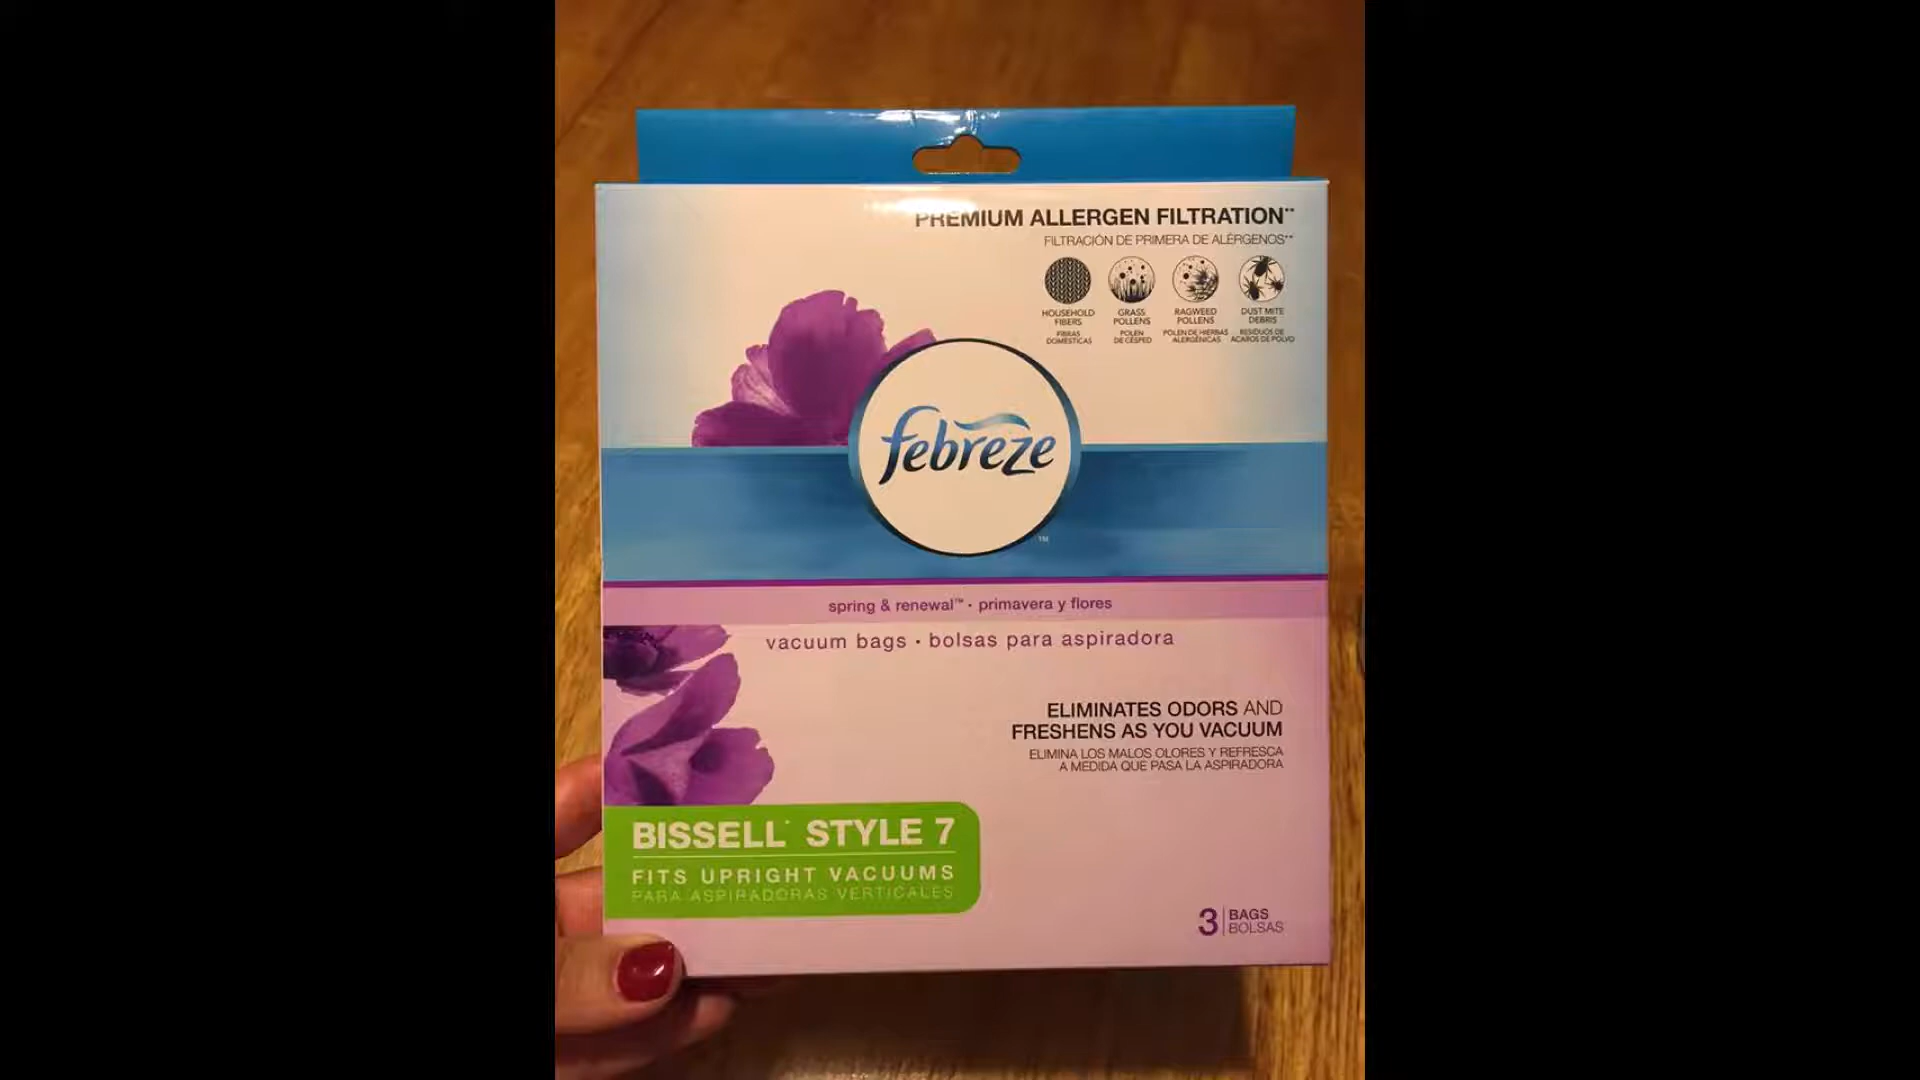 PREMIUM ALLERGEN FILTRATION**
FILTRACIÓN DE PRIMERA DE ALÉRGENOS**
HOUSEHOLD FIBERS
FIBRAS DOMÉSTICAS
GRASS POLLENS
POLEN DE CÉSPED
RAGWEED POLLENS
POLEN DE HIERBAS ALERGÉNICAS
DUST MITE DEBRIS
RESIDUOS DE ÁCAROS DE POLVO
febreze™
spring & renewal™ • primavera y flores
vacuum bags • bolsas para aspiradora
ELIMINATES ODORS AND
FRESHENS AS YOU VACUUM
ELIMINA LOS MALOS OLORES Y REFRESCA
A MEDIDA QUE PASA LA ASPIRADORA
BISSELL* STYLE 7
FITS UPRIGHT VACUUMS
PARA ASPIRADORAS VERTICALES
3 BAGS
BOLSAS